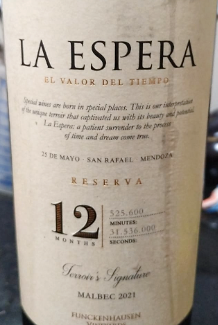 LA ESPERA
EL VALOR DEL TIEMPO
Special wines are born in special places. This is our interpretation
of the unique terroir that captivated us with its beauty and potential.
La Espera: a patient surrender to the process
of time and dream come true.
25 DE MAYO - SAN RAFAEL - MENDOZA
RESERVA
12
MONTHS
525.600
MINUTES:
31.536.000
SECONDS:
Terroir's Signature
MALBEC 2021
FUNCKENHAUSEN
VINEYARDS